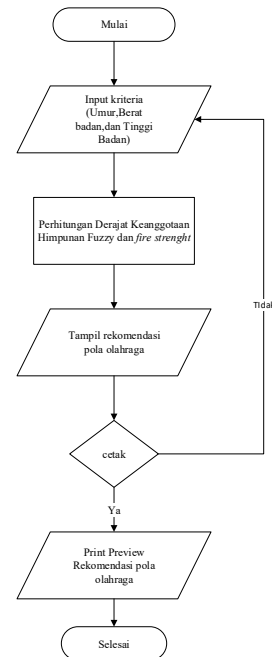 Mulai
Input kriteria
(Umur,Berat
badan,dan Tinggi
Badan)
Perhitungan Derajat Keanggotaan
Himpunan Fuzzy dan fire strenght
Tampil rekomendasi
pola olahraga
Tidak
cetak
Ya
Print Preview
Rekomendasi pola
olahraga
Selesai